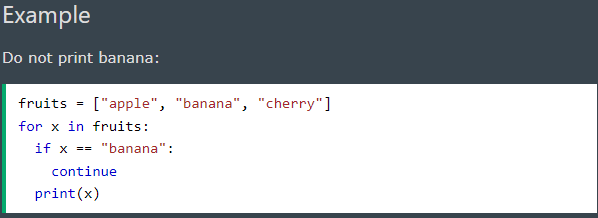 Example
Do not print banana:
fruits = ["apple", "banana", "cherry"]
for x in fruits:
  if x == "banana":
    continue
  print(x)